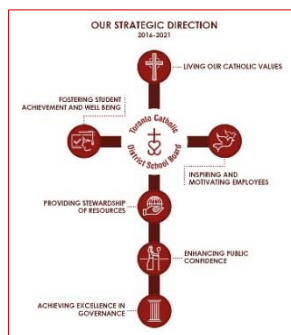 OUR STRATEGIC DIRECTION
2016-2021
LIVING OUR CATHOLIC VALUES
FOSTERING STUDENT
ACHIEVEMENT AND WELL BEING
Toronto Catholic
District School Board
INSPIRING AND
MOTIVATING EMPLOYEES
PROVIDING STEWARDSHIP
OF RESOURCES
ENHANCING PUBLIC
CONFIDENCE
ACHIEVING EXCELLENCE IN
GOVERNANCE